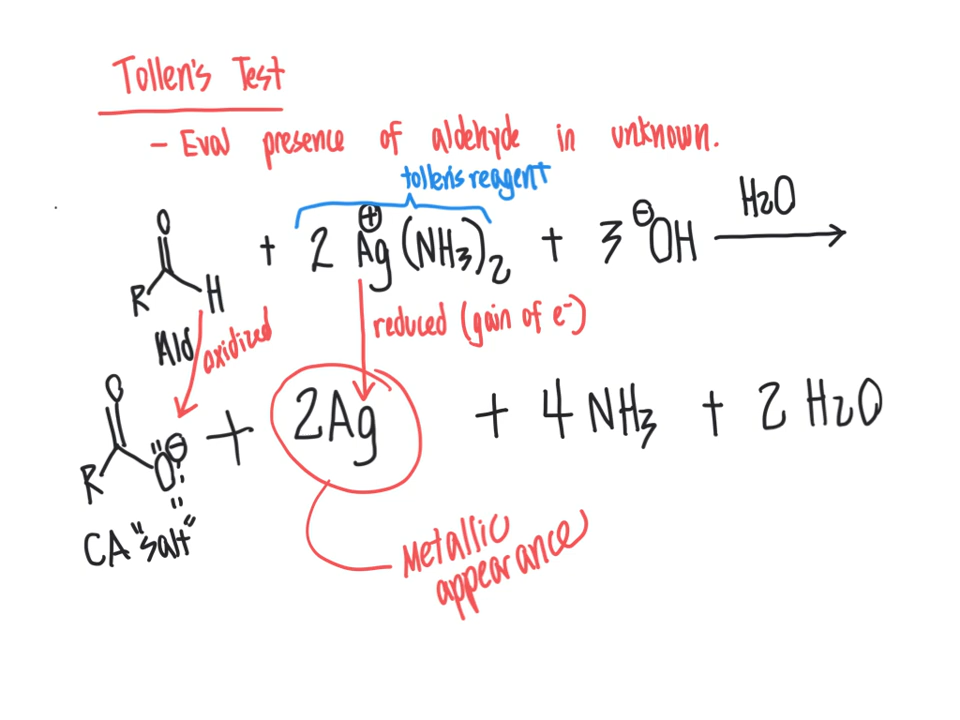 Tollen's Test
- Eval presence of aldehyde in unknown.
tollen's reagent
O
R H + 2 Ag⊕(NH3)2 + 3 ⊖OH H2O
Ald oxidized
reduced (gain of e-)
O
R O⊖ + 2Ag + 4 NH3 + 2 H2O
CA "salt"
Metallic
appearance